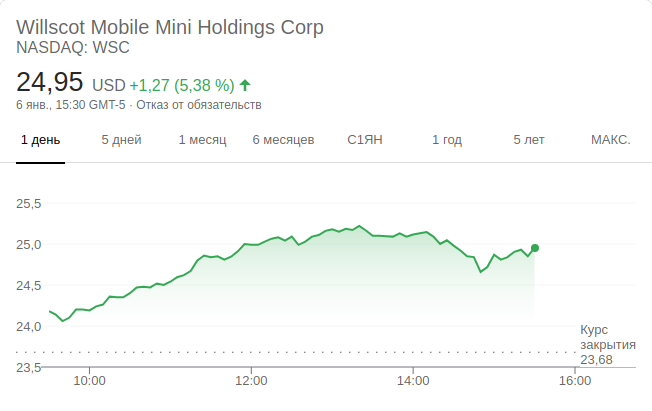 Willscot Mobile Mini Holdings Corp
NASDAQ: WSC
24,95 USD +1,27 (5,38 %)
6 янв., 15:30 GMT-5 · Отказ от обязательств
1 день 5 дней 1 месяц 6 месяцев С1ЯН 1 год 5 лет МАКС.
25,5
25,0
24,5
24,0
Курс
закрытия
23,68
23,5
10:00 12:00 14:00 16:00